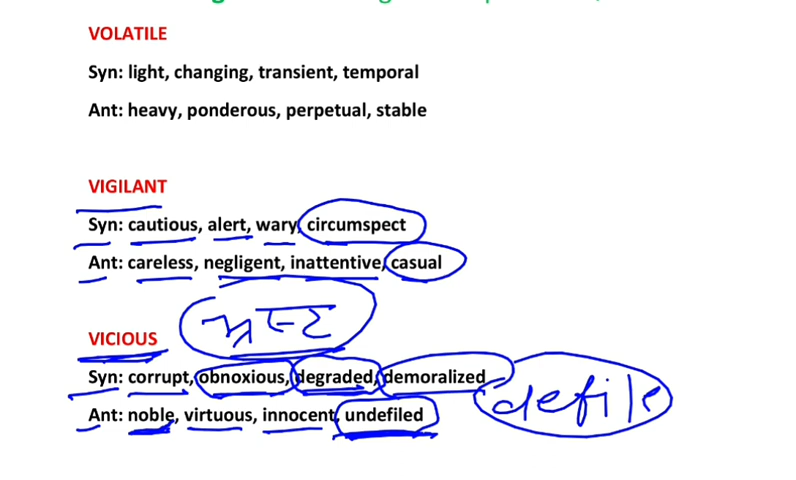 VOLATILE
Syn: light, changing, transient, temporal
Ant: heavy, ponderous, perpetual, stable
VIGILANT
Syn: cautious, alert, wary, circumspect
Ant: careless, negligent, inattentive, casual
VICIOUS
Syn: corrupt, obnoxious, degraded, demoralized
defile
Ant: noble, virtuous, innocent, undefiled